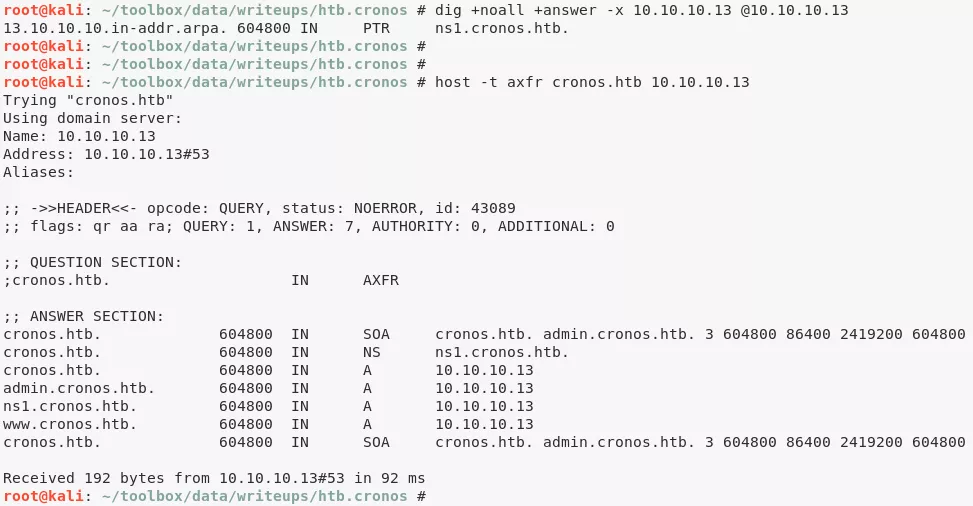 root@kali: ~/toolbox/data/writeups/htb.cronos # dig +noall +answer -x 10.10.10.13 @10.10.10.13
13.10.10.10.in-addr.arpa. 604800 IN     PTR     ns1.cronos.htb.
root@kali: ~/toolbox/data/writeups/htb.cronos #
root@kali: ~/toolbox/data/writeups/htb.cronos #
root@kali: ~/toolbox/data/writeups/htb.cronos # host -t axfr cronos.htb 10.10.10.13
Trying "cronos.htb"
Using domain server:
Name: 10.10.10.13
Address: 10.10.10.13#53
Aliases:
;; ->>HEADER<<- opcode: QUERY, status: NOERROR, id: 43089
;; flags: qr aa ra; QUERY: 1, ANSWER: 7, AUTHORITY: 0, ADDITIONAL: 0
;; QUESTION SECTION:
;cronos.htb.                    IN      AXFR
;; ANSWER SECTION:
cronos.htb.             604800  IN      SOA     cronos.htb. admin.cronos.htb. 3 604800 86400 2419200 604800
cronos.htb.             604800  IN      NS      ns1.cronos.htb.
cronos.htb.             604800  IN      A       10.10.10.13
admin.cronos.htb.       604800  IN      A       10.10.10.13
ns1.cronos.htb.         604800  IN      A       10.10.10.13
www.cronos.htb.         604800  IN      A       10.10.10.13
cronos.htb.             604800  IN      SOA     cronos.htb. admin.cronos.htb. 3 604800 86400 2419200 604800
Received 192 bytes from 10.10.10.13#53 in 92 ms
root@kali: ~/toolbox/data/writeups/htb.cronos #